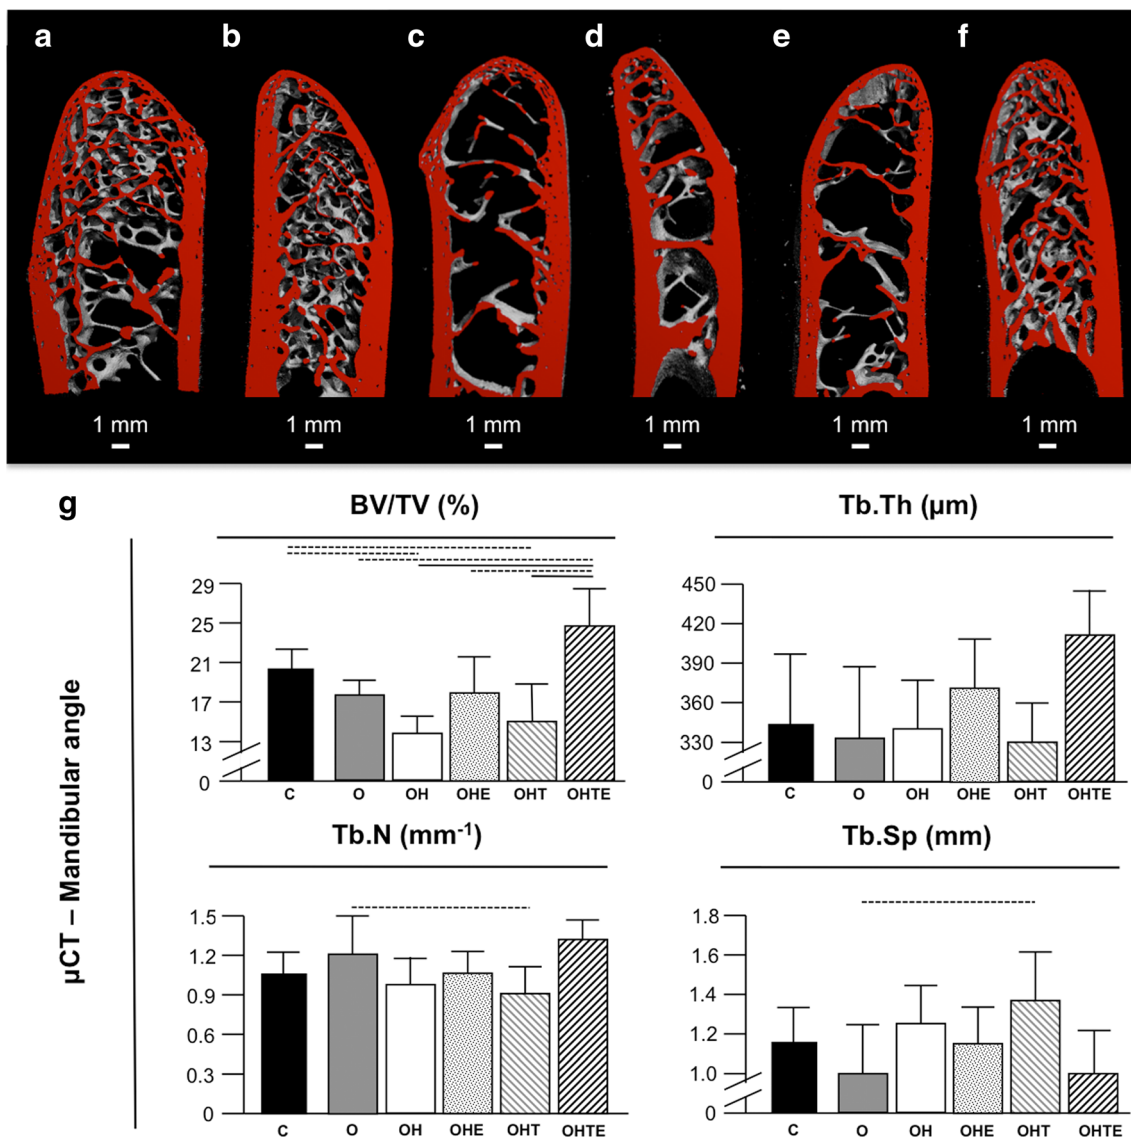 a b c d e f
1 mm 1 mm 1 mm 1 mm 1 mm 1 mm
g
µCT – Mandibular angle
BV/TV (%)
29
25
21
17
13
0
C O OH OHE OHT OHTE
Tb.Th (µm)
450
420
390
360
330
0
C O OH OHE OHT OHTE
Tb.N (mm⁻¹)
1.5
1.2
0.9
0.6
0.3
0
C O OH OHE OHT OHTE
Tb.Sp (mm)
1.8
1.6
1.4
1.2
1.0
0
C O OH OHE OHT OHTE